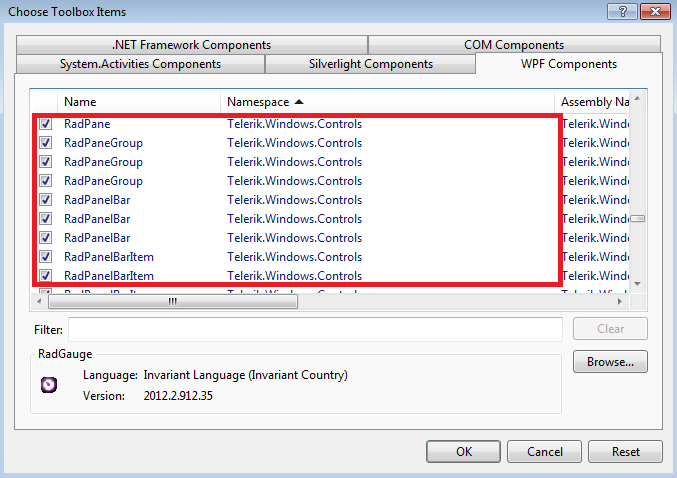 Choose Toolbox Items
.NET Framework Components COM Components
System.Activities Components Silverlight Components WPF Components
Name Namespace Assembly Na
RadPane Telerik.Windows.Controls Telerik.Wind
RadPaneGroup Telerik.Windows.Controls Telerik.Wind
RadPaneGroup Telerik.Windows.Controls Telerik.Wind
RadPaneGroup Telerik.Windows.Controls Telerik.Wind
RadPanelBar Telerik.Windows.Controls Telerik.Wind
RadPanelBar Telerik.Windows.Controls Telerik.Wind
RadPanelBar Telerik.Windows.Controls Telerik.Wind
RadPanelBarItem Telerik.Windows.Controls Telerik.Wind
RadPanelBarItem Telerik.Windows.Controls Telerik.Wind
Filter: Clear
RadGauge
Browse...
Language: Invariant Language (Invariant Country)
Version: 2012.2.912.35
OK Cancel Reset